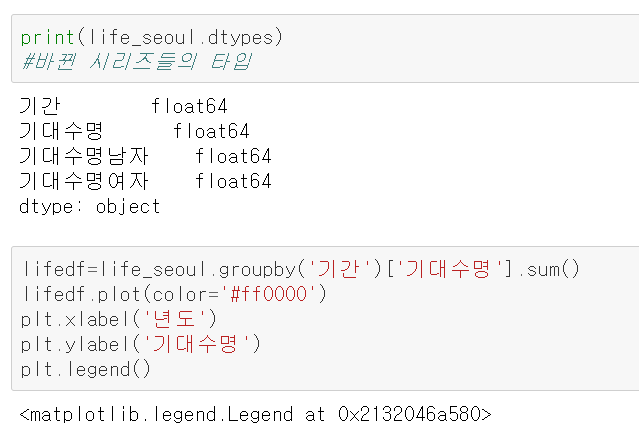 print(life_seoul.dtypes)
#바뀐 시리즈들의 타입
기간 float64
기대수명 float64
기대수명남자 float64
기대수명여자 float64
dtype: object
lifedf=life_seoul.groupby('기간')['기대수명'].sum()
lifedf.plot(color='#ff0000')
plt.xlabel('년도')
plt.ylabel('기대수명')
plt.legend()
<matplotlib.legend.Legend at 0x2132046a580>